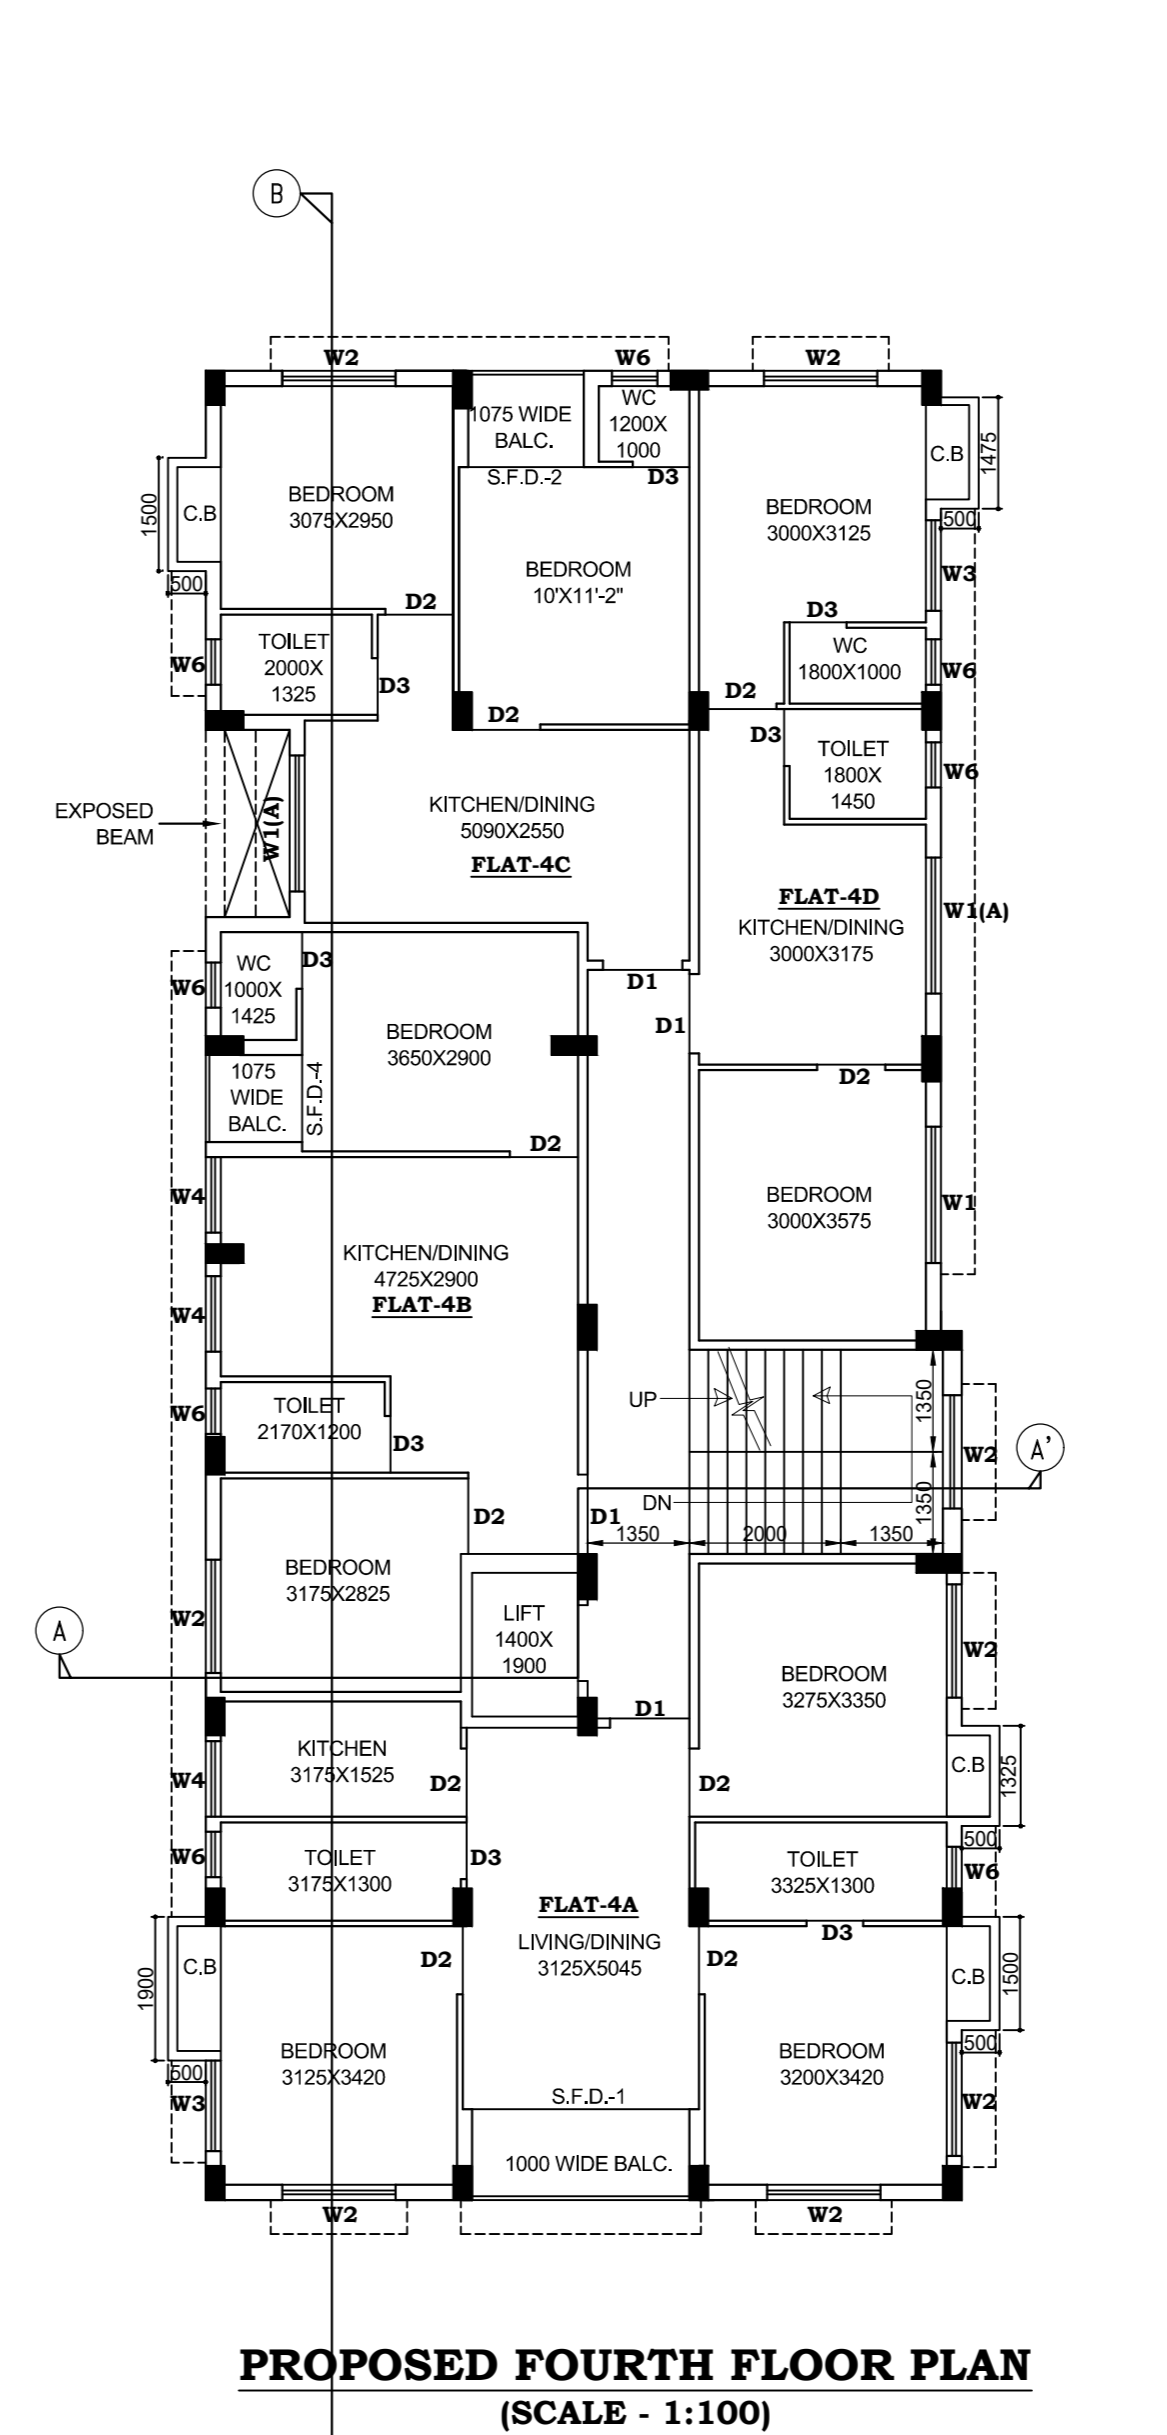 B
W2
W6
W2
1075 WIDE
BALC.
WC
1200X
1000
S.F.D.-2
D3
C.B
1475
500
BEDROOM
3075X2950
C.B
1500
500
BEDROOM
3000X3125
BEDROOM
10'X11'-2"
W3
D2
D3
TOILET
2000X
1325
W6
D3
WC
1800X1000
W6
D2
D2
D3
TOILET
1800X
1450
W6
EXPOSED
BEAM
W1(A)
KITCHEN/DINING
5090X2550
FLAT-4C
FLAT-4D
KITCHEN/DINING
3000X3175
W1(A)
WC
1000X
1425
D3
W6
D1
D1
BEDROOM
3650X2900
1075
WIDE
BALC.
S.F.D.-4
D2
D2
W4
BEDROOM
3000X3575
W1
KITCHEN/DINING
4725X2900
FLAT-4B
W4
TOILET
2170X1200
W6
D3
UP
1350
W2
A'
DN
1350
D2
D1
1350
2000
1350
BEDROOM
3175X2825
W2
A
LIFT
1400X
1900
W2
BEDROOM
3275X3350
D1
KITCHEN
3175X1525
W4
D2
D2
C.B
1325
500
TOILET
3175X1300
W6
D3
TOILET
3325X1300
W6
FLAT-4A
LIVING/DINING
3125X5045
D2
D2
D3
C.B
1900
500
C.B
1500
500
BEDROOM
3125X3420
BEDROOM
3200X3420
W3
W2
S.F.D.-1
1000 WIDE BALC.
W2
W2
PROPOSED FOURTH FLOOR PLAN
(SCALE - 1:100)